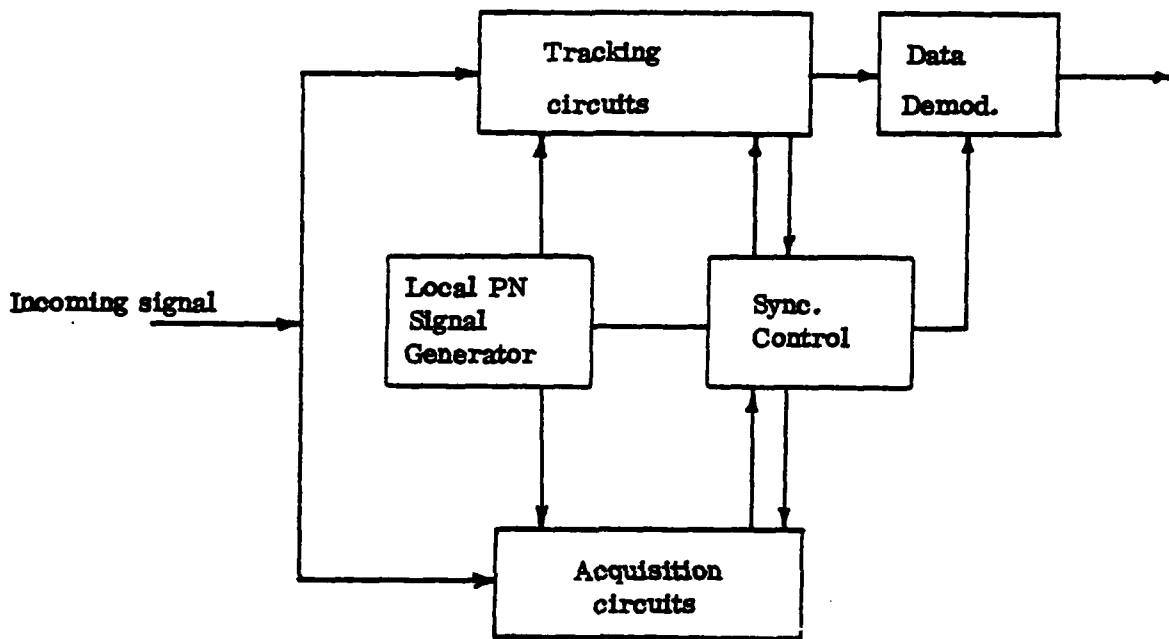 Tracking
circuits
Data
Demod.
Incoming signal
Local PN
Signal
Generator
Sync.
Control
Acquisition
circuits